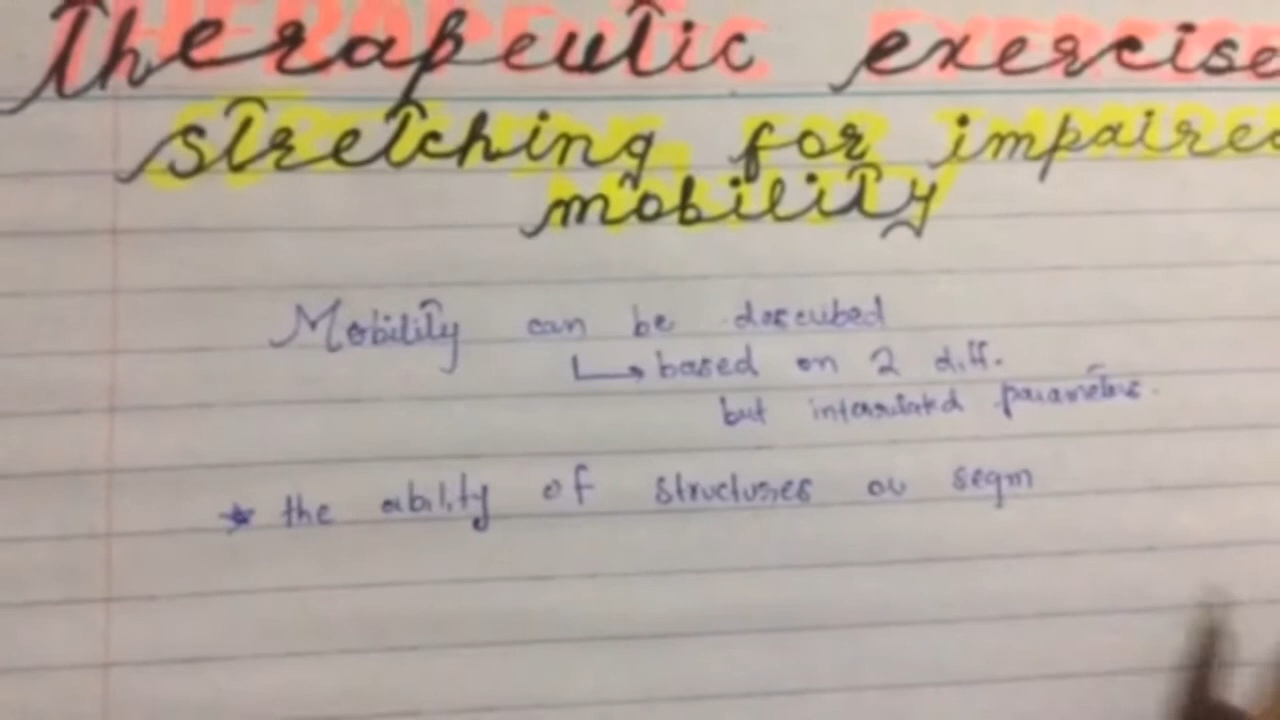 Therapeutic exercise
stretching for impaired
mobility
Mobility can be described
based on 2 diff.
but interrelated parameters.
* the ability of structures or segm